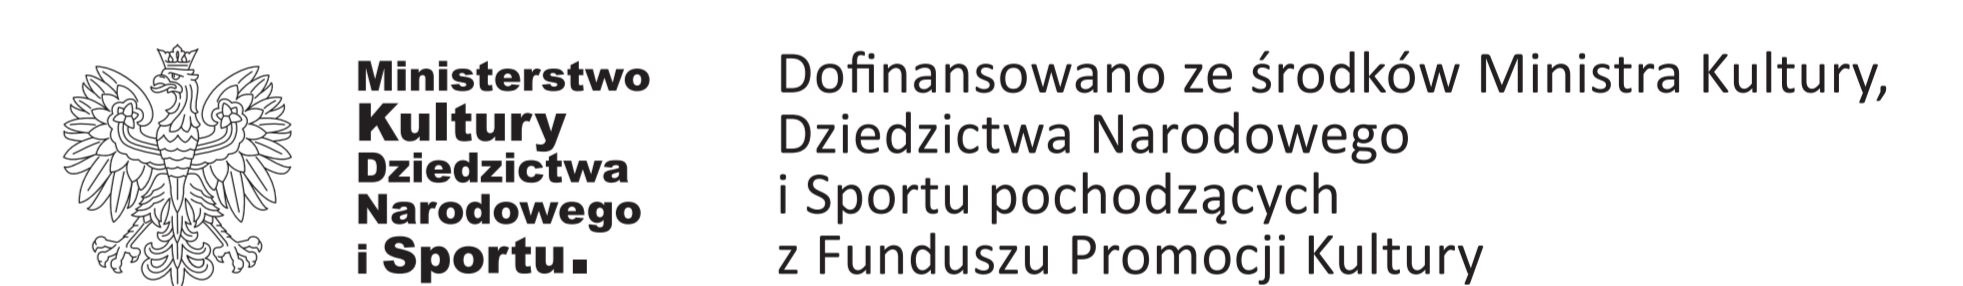 Ministerstwo
Kultury
Dziedzictwa
Narodowego
i Sportu.
Dofinansowano ze środków Ministra Kultury,
Dziedzictwa Narodowego
i Sportu pochodzących
z Funduszu Promocji Kultury